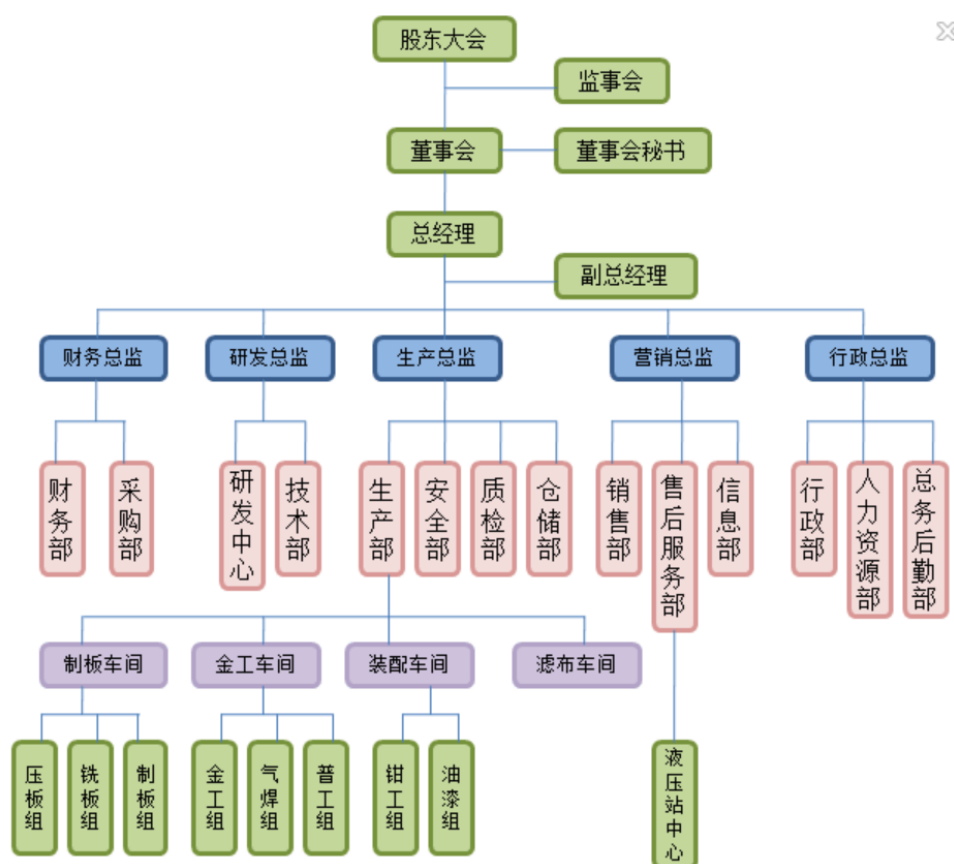 股东大会
监事会
董事会
董事会秘书
总经理
副总经理
财务总监
研发总监
生产总监
营销总监
行政总监
财务部
采购部
研发中心
技术部
生产部
安全部
质检部
仓储部
销售部
售后服务部
信息部
行政部
人力资源部
总务后勤部
制板车间
金工车间
装配车间
滤布车间
压板组
铣板组
制板组
金工组
气焊组
普工组
钳工组
油漆组
液压站中心